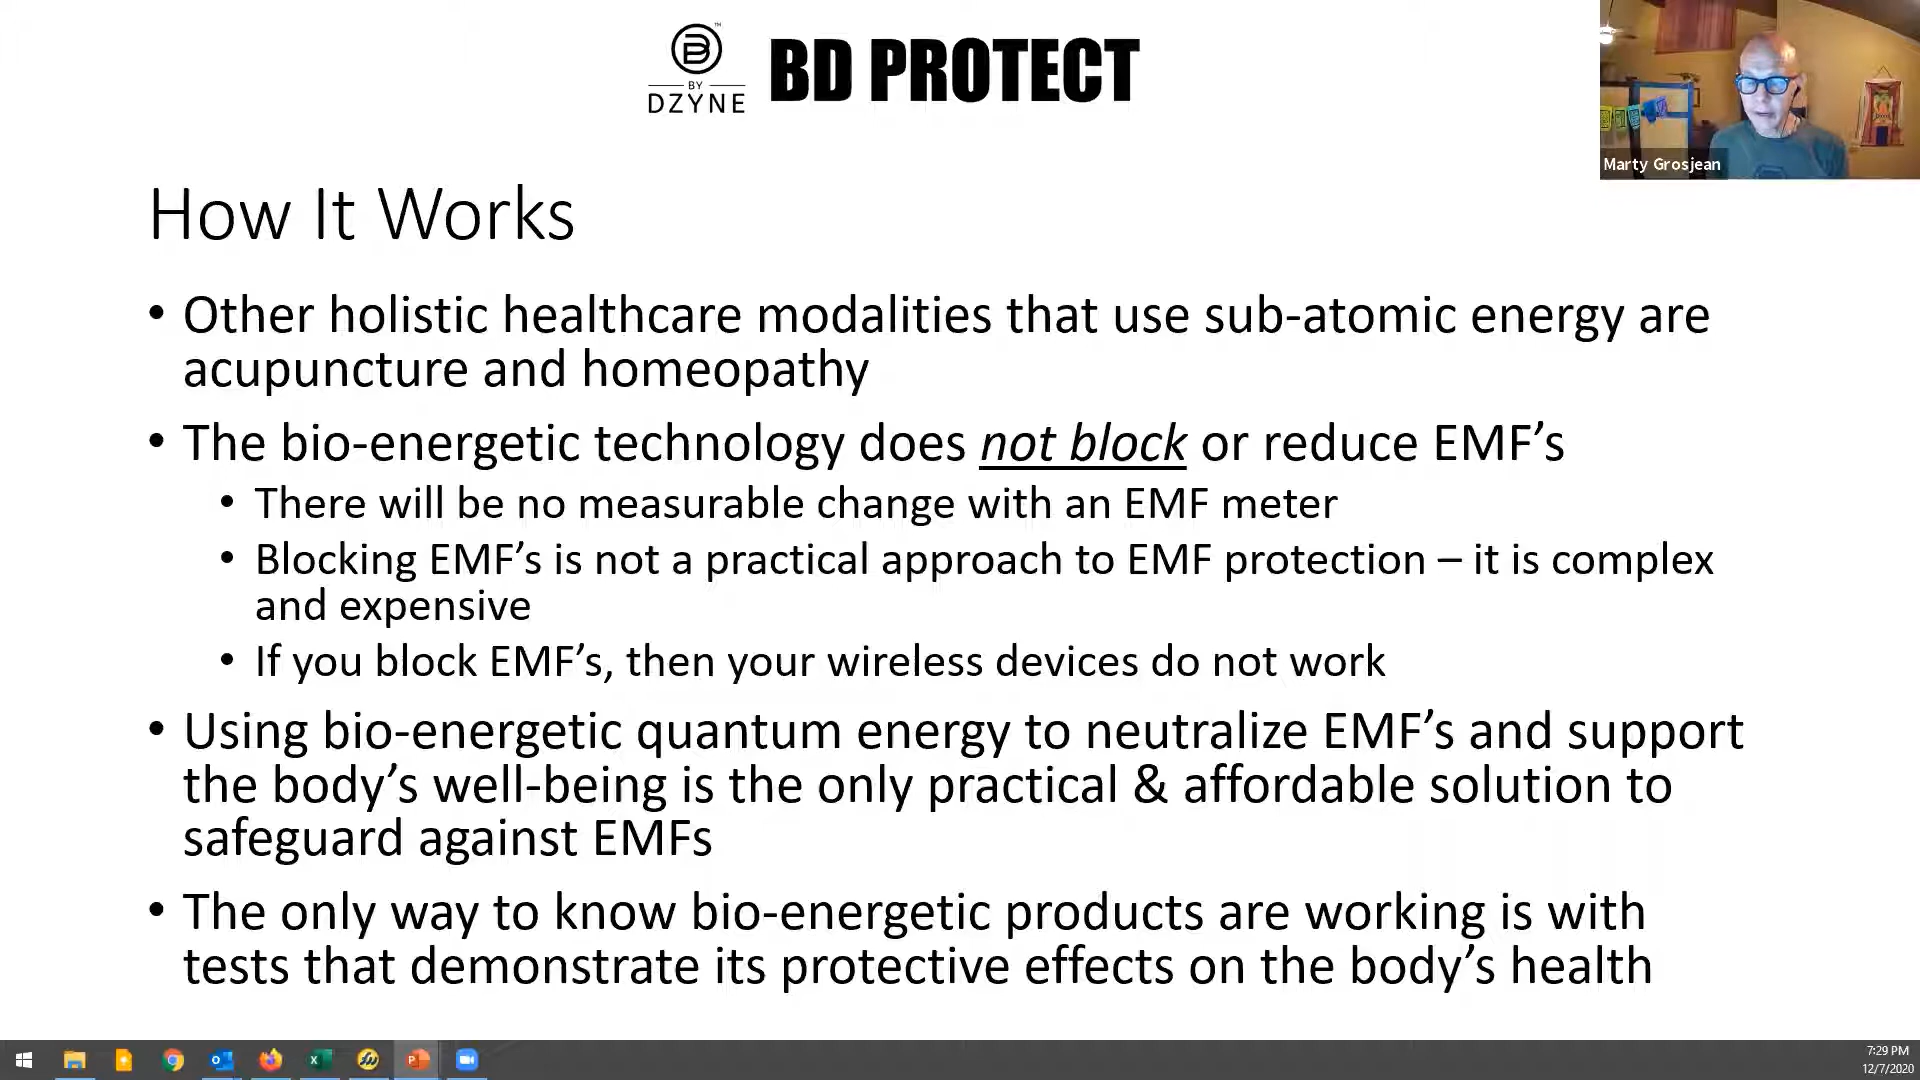 B
™
BY
DZYNE
BD PROTECT
Marty Grosjean
How It Works
• Other holistic healthcare modalities that use sub-atomic energy are
acupuncture and homeopathy
• The bio-energetic technology does not block or reduce EMF’s
• There will be no measurable change with an EMF meter
• Blocking EMF’s is not a practical approach to EMF protection – it is complex
and expensive
• If you block EMF’s, then your wireless devices do not work
• Using bio-energetic quantum energy to neutralize EMF’s and support
the body’s well-being is the only practical & affordable solution to
safeguard against EMFs
• The only way to know bio-energetic products are working is with
tests that demonstrate its protective effects on the body’s health
7:29 PM
12/7/2020